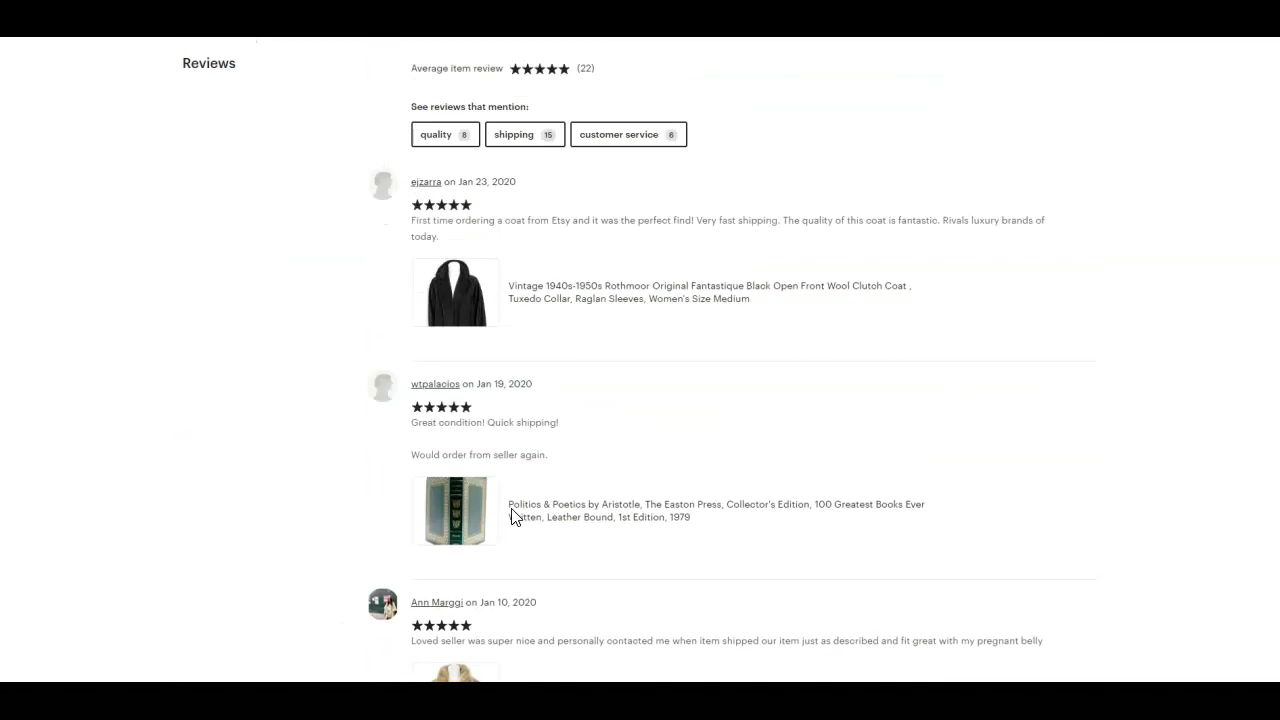 Reviews
Average item review ★★★★★ (22)
See reviews that mention:
quality 8 shipping 15 customer service 6
ejzarra on Jan 23, 2020
★★★★★
First time ordering a coat from Etsy and it was the perfect find! Very fast shipping. The quality of this coat is fantastic. Rivals luxury brands of
today.
Vintage 1940s-1950s Rothmoor Original Fantastique Black Open Front Wool Clutch Coat ,
Tuxedo Collar, Raglan Sleeves, Women's Size Medium
wtpalacios on Jan 19, 2020
★★★★★
Great condition! Quick shipping!
Would order from seller again.
Politics & Poetics by Aristotle, The Easton Press, Collector's Edition, 100 Greatest Books Ever
Written, Leather Bound, 1st Edition, 1979
Ann Marggi on Jan 10, 2020
★★★★★
Loved seller was super nice and personally contacted me when item shipped our item just as described and fit great with my pregnant belly